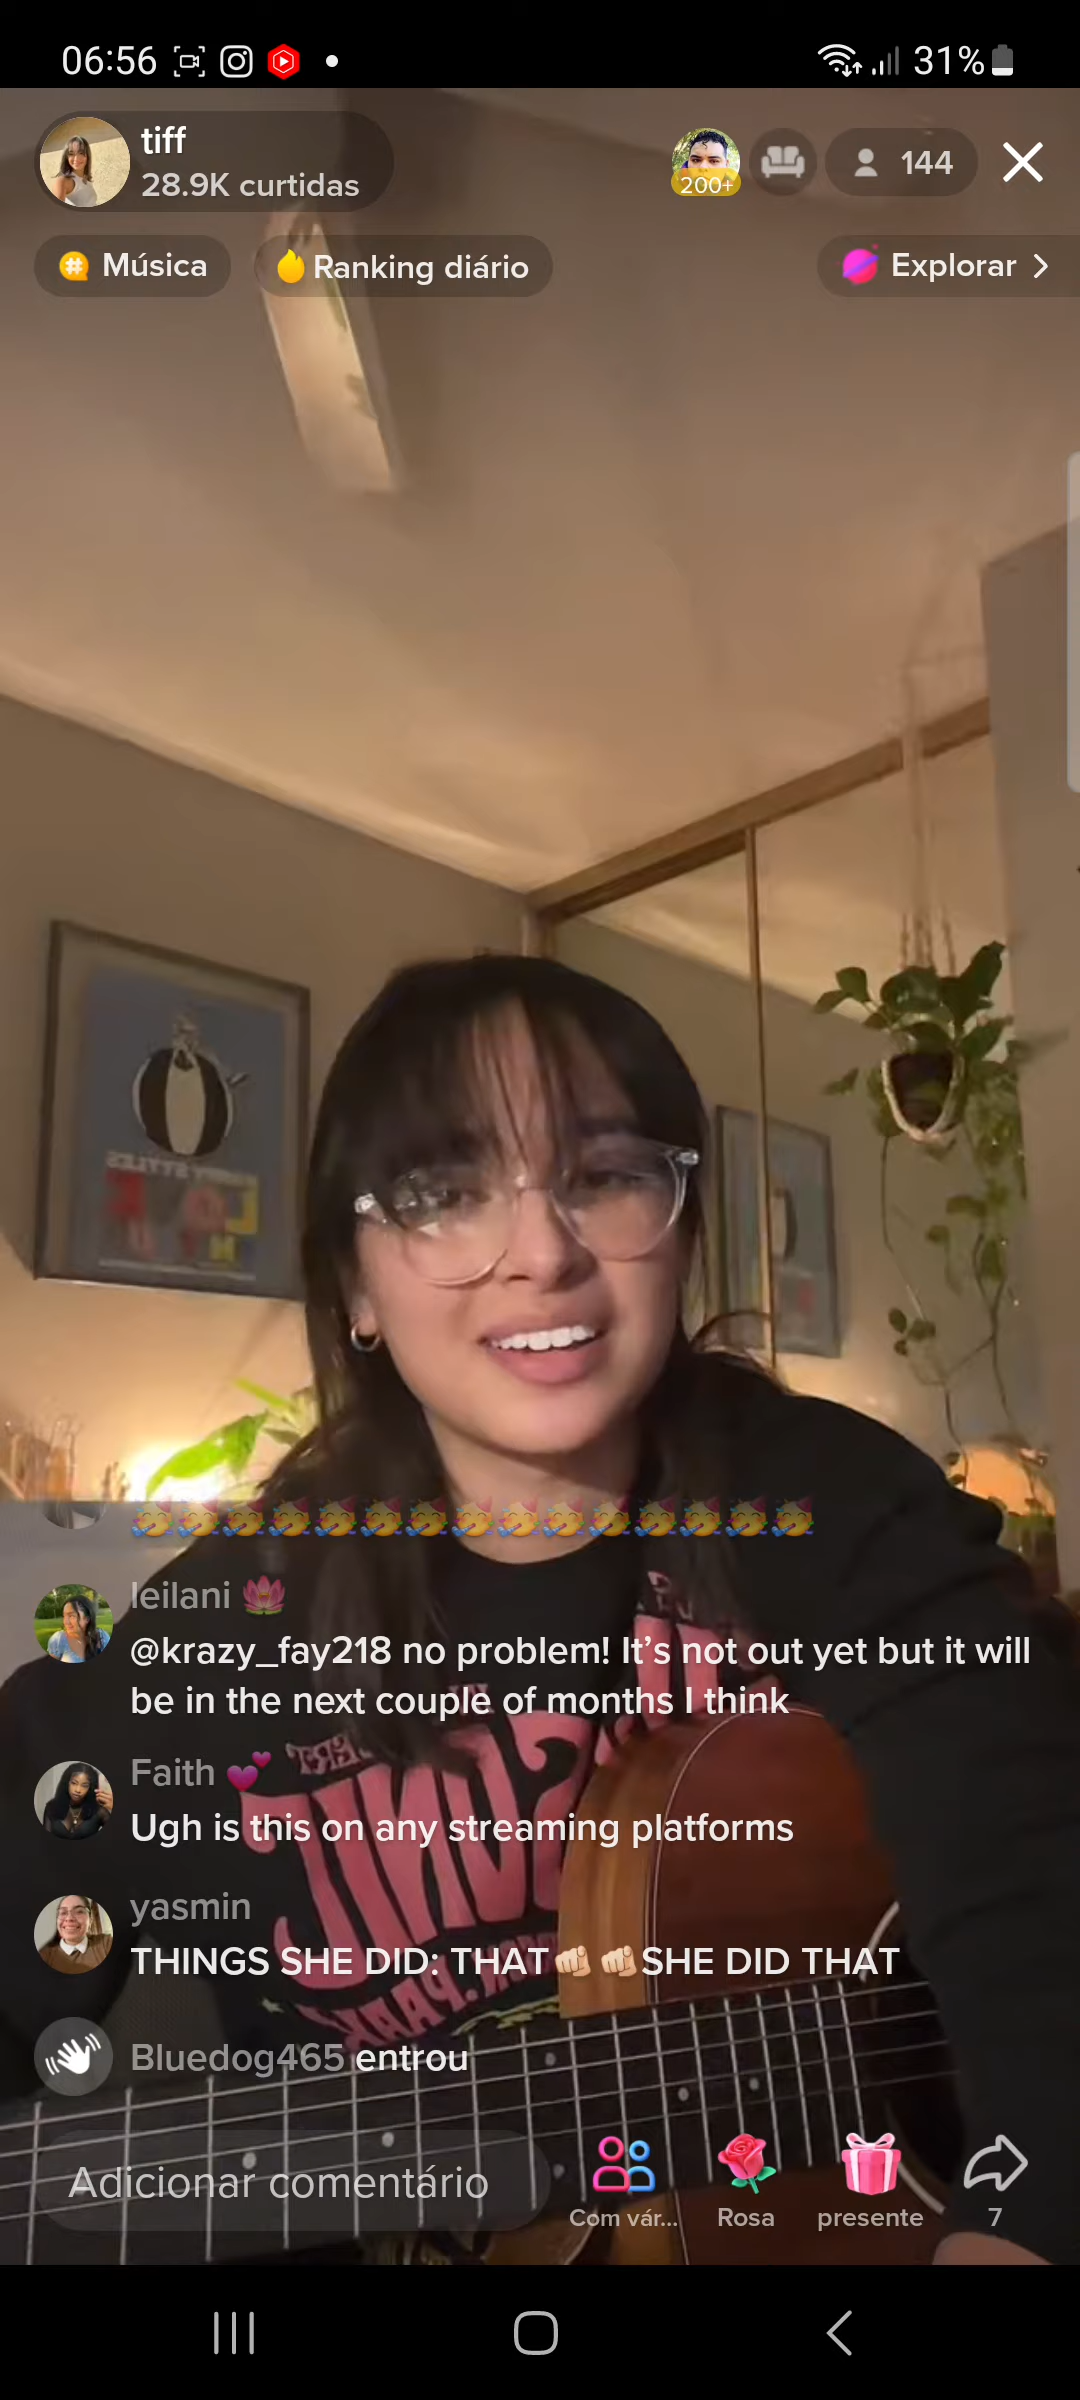 06:56
31%
tiff
28.9K curtidas
200+
144
Música
Ranking diário
Explorar
leilani
@krazy_fay218 no problem! It’s not out yet but it will
be in the next couple of months I think
Faith
Ugh is this on any streaming platforms
yasmin
THINGS SHE DID: THAT🫵🏻 🫵🏻SHE DID THAT
Bluedog465 entrou
Adicionar comentário
Com vár...
Rosa
presente
7